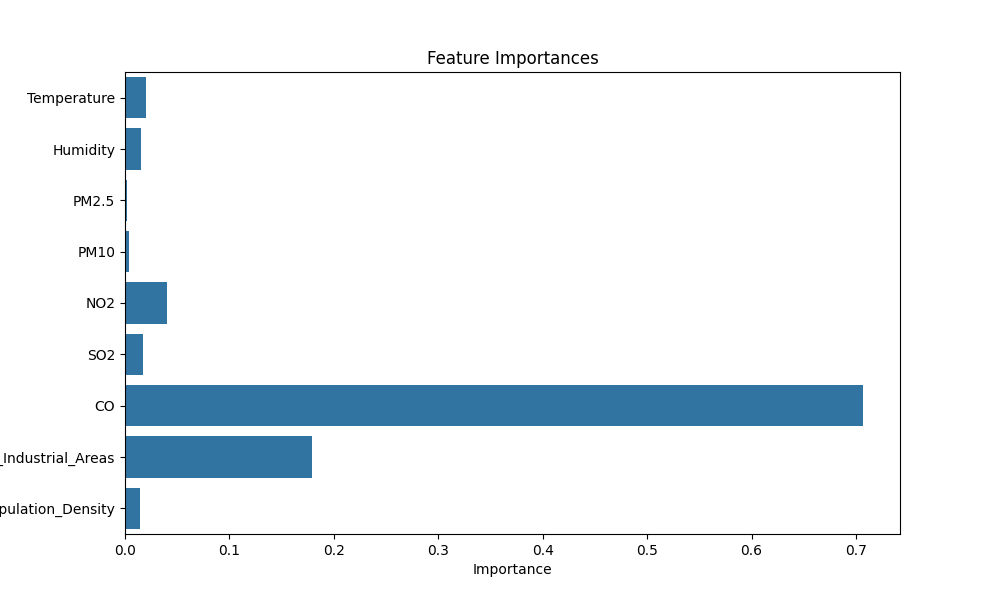 Feature Importances
Temperature
Humidity
PM2.5
PM10
NO2
SO2
CO
_Industrial_Areas
pulation_Density
0.0 0.1 0.2 0.3 0.4 0.5 0.6 0.7
Importance